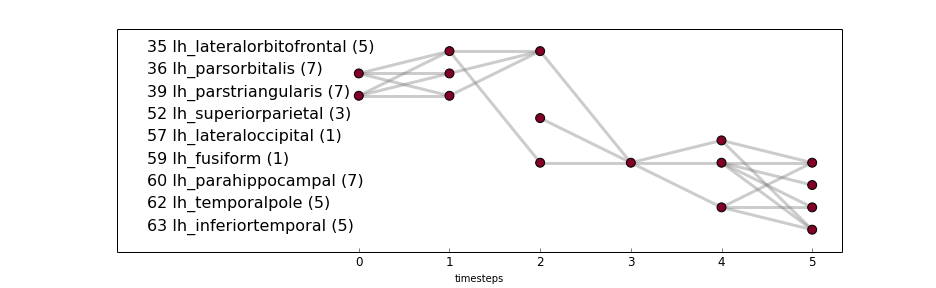 35 lh_lateralorbitofrontal (5)
36 lh_parsorbitalis (7)
39 lh_parstriangularis (7)
52 lh_superiorparietal (3)
57 lh_lateraloccipital (1)
59 lh_fusiform (1)
60 lh_parahippocampal (7)
62 lh_temporalpole (5)
63 lh_inferiortemporal (5)
0 1 2 3 4 5
timesteps